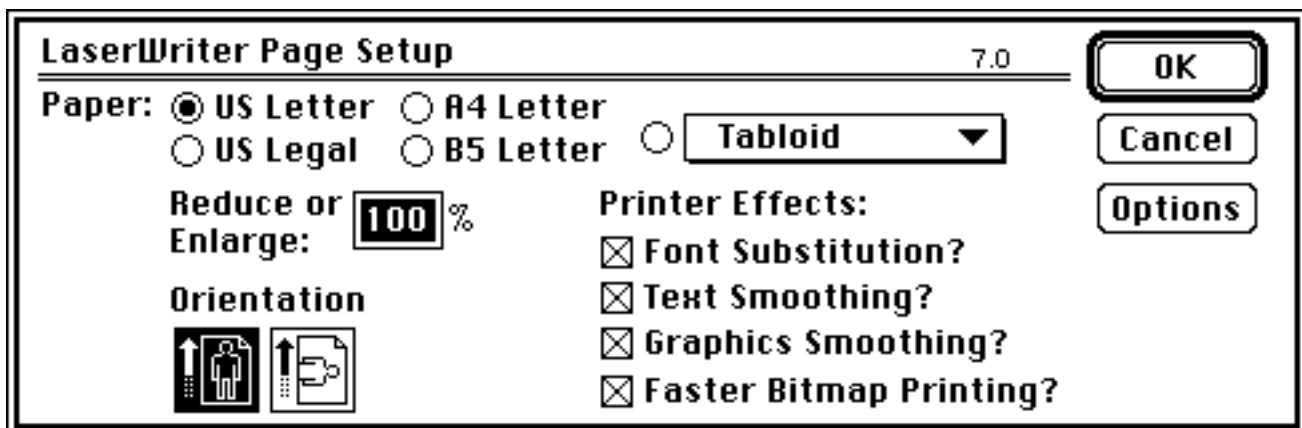 LaserWriter Page Setup 7.0
OK
Paper: US Letter A4 Letter
US Legal B5 Letter Tabloid
Cancel
Reduce or Enlarge: 100 %
Options
Printer Effects:
Font Substitution?
Orientation
Text Smoothing?
Graphics Smoothing?
Faster Bitmap Printing?